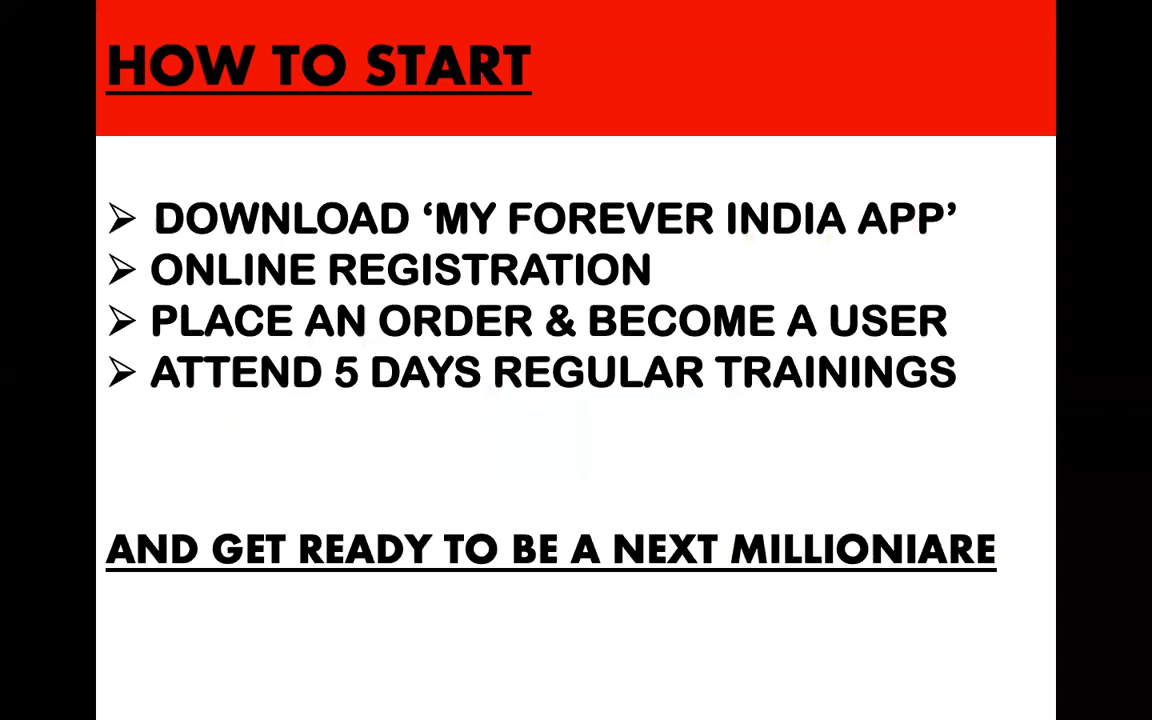 HOW TO START
➢ DOWNLOAD ‘MY FOREVER INDIA APP’
➢ ONLINE REGISTRATION
➢ PLACE AN ORDER & BECOME A USER
➢ ATTEND 5 DAYS REGULAR TRAININGS
AND GET READY TO BE A NEXT MILLIONIARE